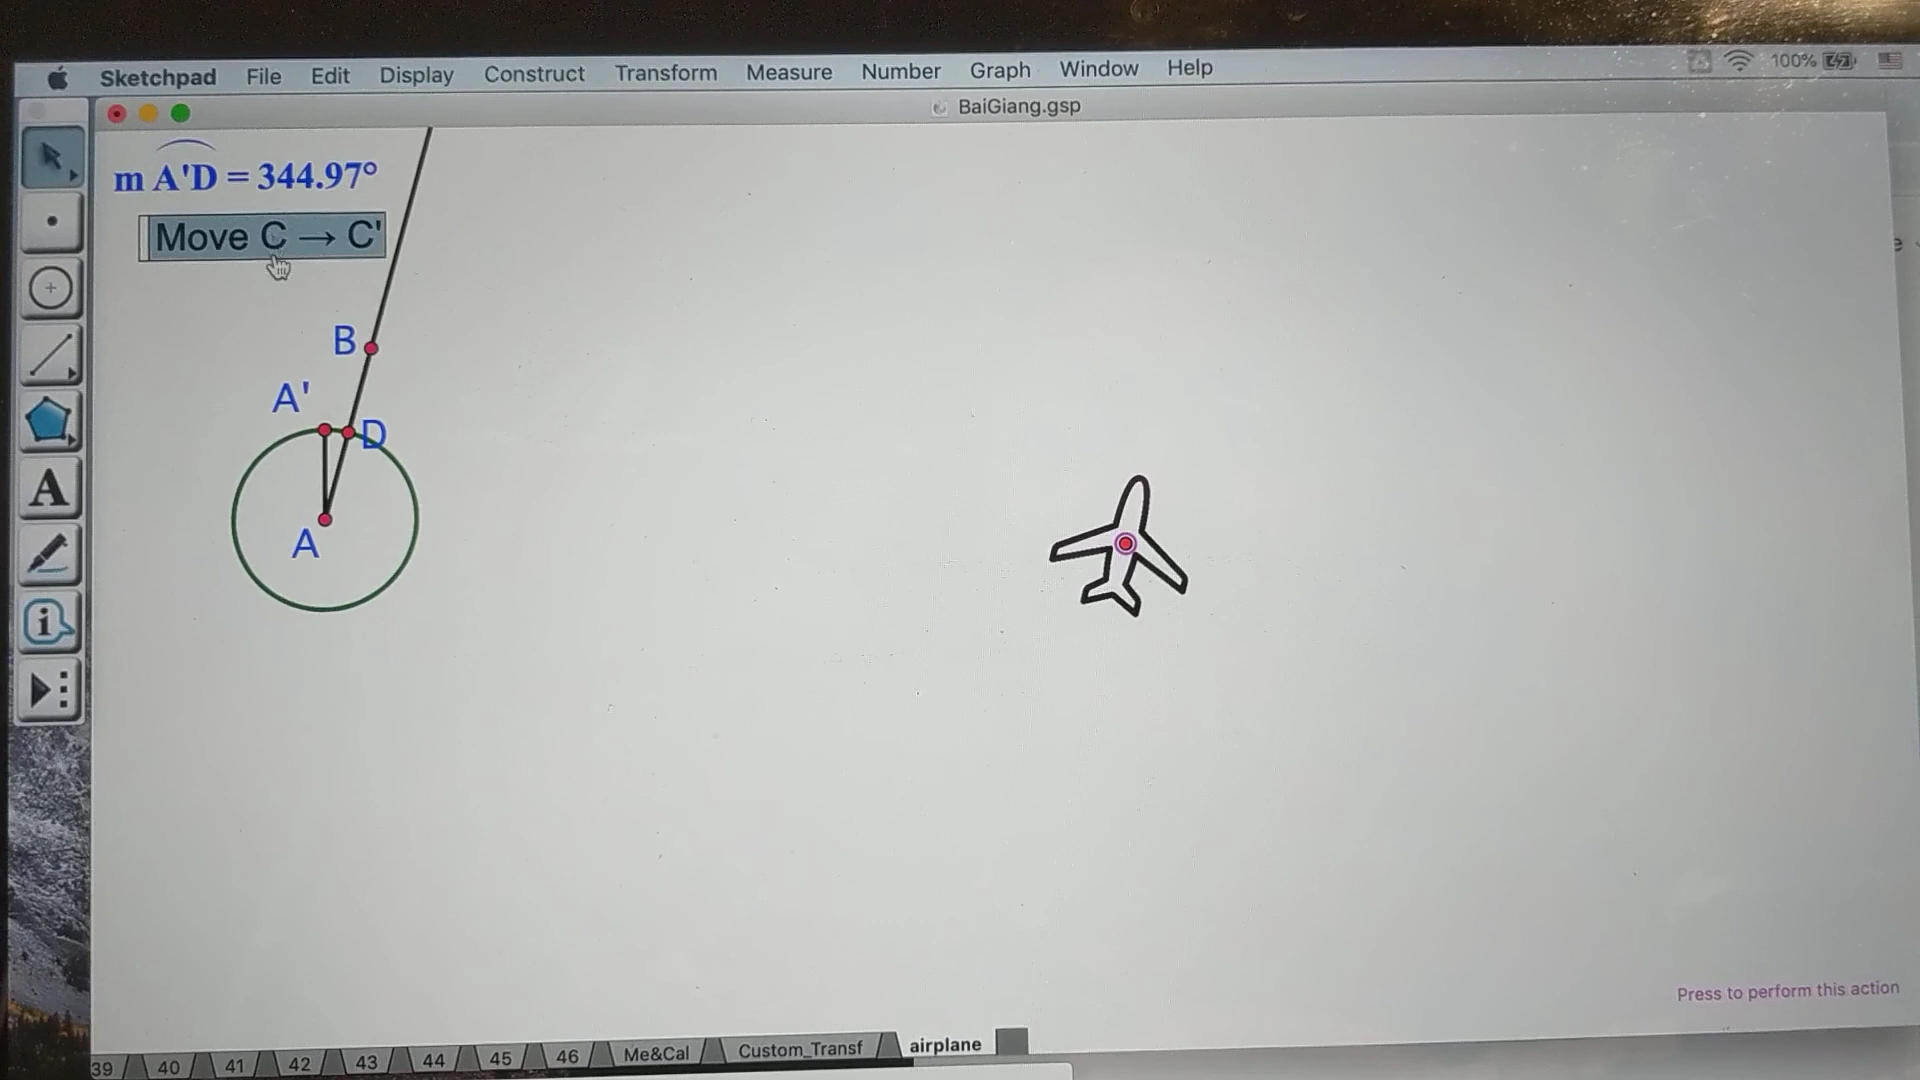 Sketchpad File Edit Display Construct Transform Measure Number Graph Window Help 100%
BaiGiang.gsp
m A'D = 344.97°
Move C → C'
B
A'
D
A
A
i
Press to perform this action
39 40 41 42 43 44 45 46 Me&Cal Custom_Transf airplane